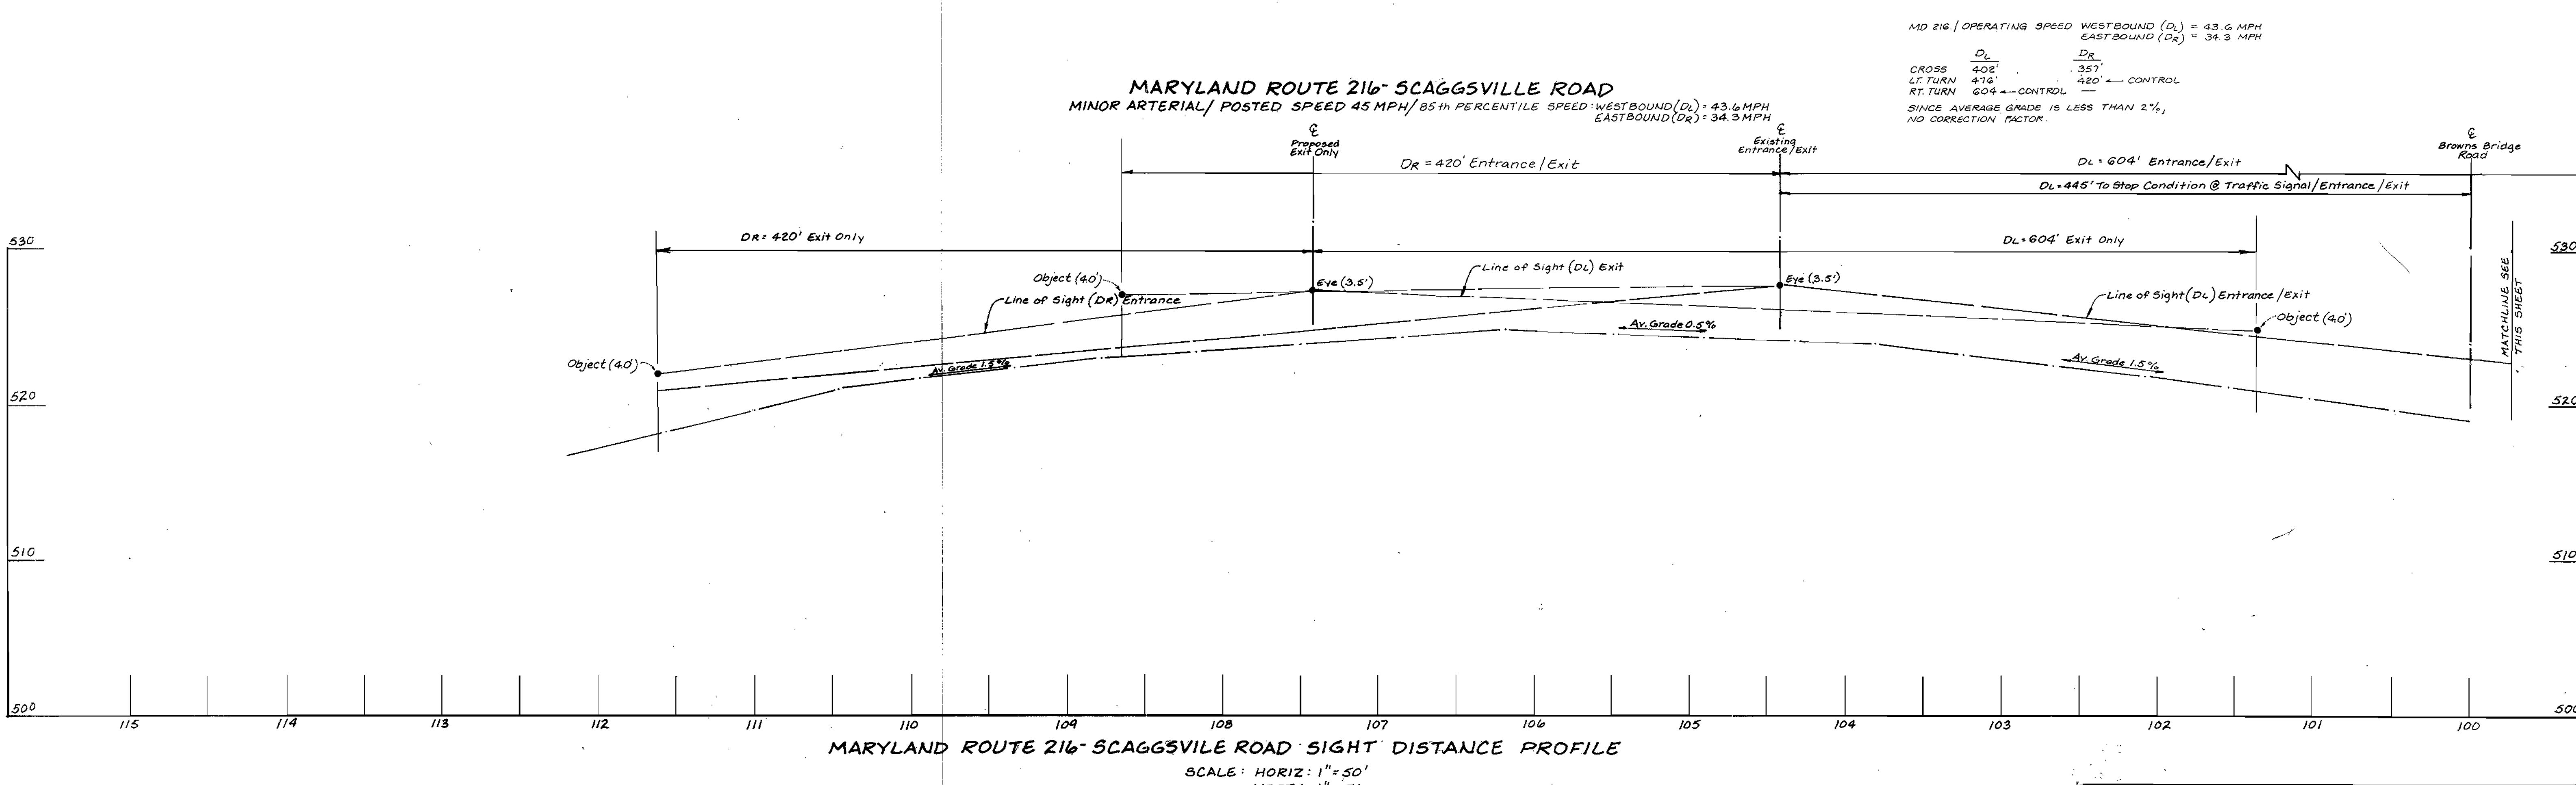 MD 216 / OPERATING SPEED WESTBOUND (DL) = 43.6 MPH
EASTBOUND (DR) = 34.3 MPH
DL DR
CROSS 402' 357'
LT. TURN 476' 420' ← CONTROL
RT. TURN 604 ← CONTROL —
SINCE AVERAGE GRADE IS LESS THAN 2%,
NO CORRECTION FACTOR.
MARYLAND ROUTE 216 - SCAGGSVILLE ROAD
MINOR ARTERIAL / POSTED SPEED 45 MPH / 85th PERCENTILE SPEED: WESTBOUND (DL) = 43.6 MPH
EASTBOUND (DR) = 34.3 MPH
℄
Proposed
Exit Only
℄
Existing
Entrance/Exit
℄
Browns Bridge
Road
DR = 420' Entrance/Exit
DL = 604' Entrance/Exit
DL = 445' To Stop Condition @ Traffic Signal/Entrance/Exit
DR = 420' Exit Only
DL = 604' Exit Only
530
530
Object (4.0')
Eye (3.5')
Line of Sight (DL) Exit
Eye (3.5')
Line of Sight (DR) Entrance
Line of Sight (DL) Entrance/Exit
Object (4.0')
MATCHLINE SEE
THIS SHEET
Av. Grade 0.5%
Object (4.0')
Av. Grade 1.5%
Av. Grade 1.5%
520
520
510
510
500
500
115 114 113 112 111 110 109 108 107 106 105 104 103 102 101 100
MARYLAND ROUTE 216 - SCAGGSVILE ROAD SIGHT DISTANCE PROFILE
SCALE: HORIZ: 1" = 50'